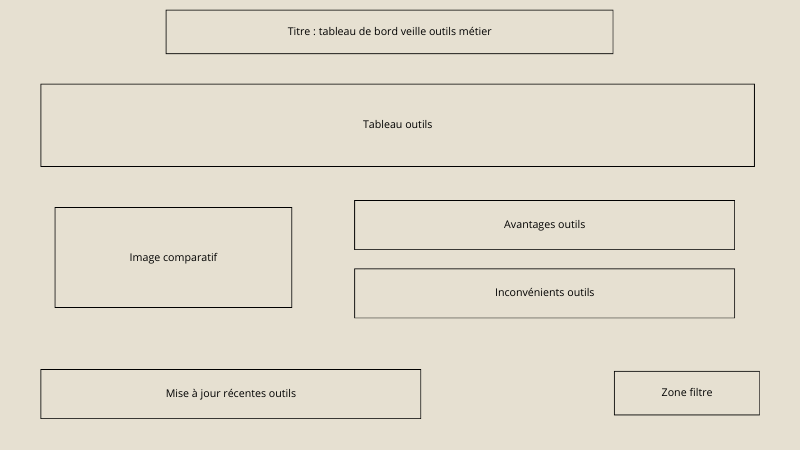 Titre : tableau de bord veille outils métier
Tableau outils
Image comparatif
Avantages outils
Inconvénients outils
Mise à jour récentes outils
Zone filtre